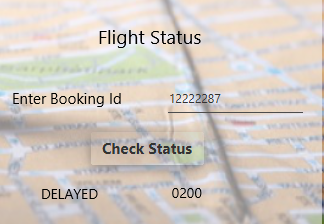 Flight Status
Enter Booking Id 12222287
Check Status
DELAYED 0200